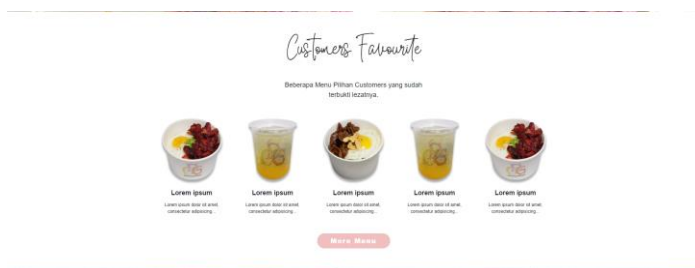 Customers Favourite
Beberapa Menu Pilihan Customers yang sudah
terbukti lezatnya.
Lorem ipsum
Lorem ipsum
Lorem ipsum
Lorem ipsum
Lorem ipsum
Lorem ipsum dolor sit amet,
consectetur adipiscing...
Lorem ipsum dolor sit amet,
consectetur adipiscing...
Lorem ipsum dolor sit amet,
consectetur adipiscing...
Lorem ipsum dolor sit amet,
consectetur adipiscing...
Lorem ipsum dolor sit amet,
consectetur adipiscing...
More Menu